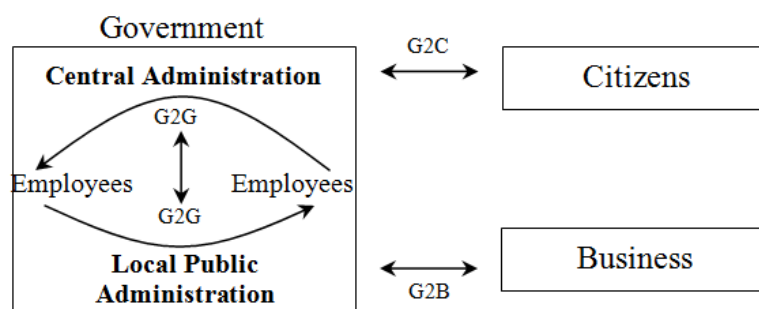 Government
G2C
Central Administration
Citizens
G2G
Employees
Employees
G2G
Business
Local Public
Administration
G2B